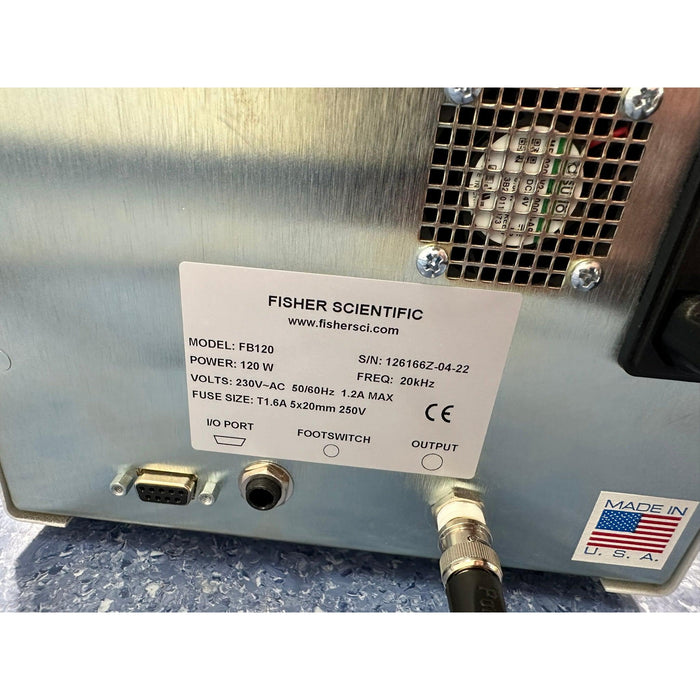 FISHER SCIENTIFIC
www.fishersci.com
MODEL: FB120
S/N: 126166Z-04-22
POWER: 120 W
FREQ: 20kHz
VOLTS: 230V~AC 50/60Hz 1.2A MAX
FUSE SIZE: T1.6A 5x20mm 250V
CE
I/O PORT
FOOTSWITCH
OUTPUT
MADE IN
U. S. A.